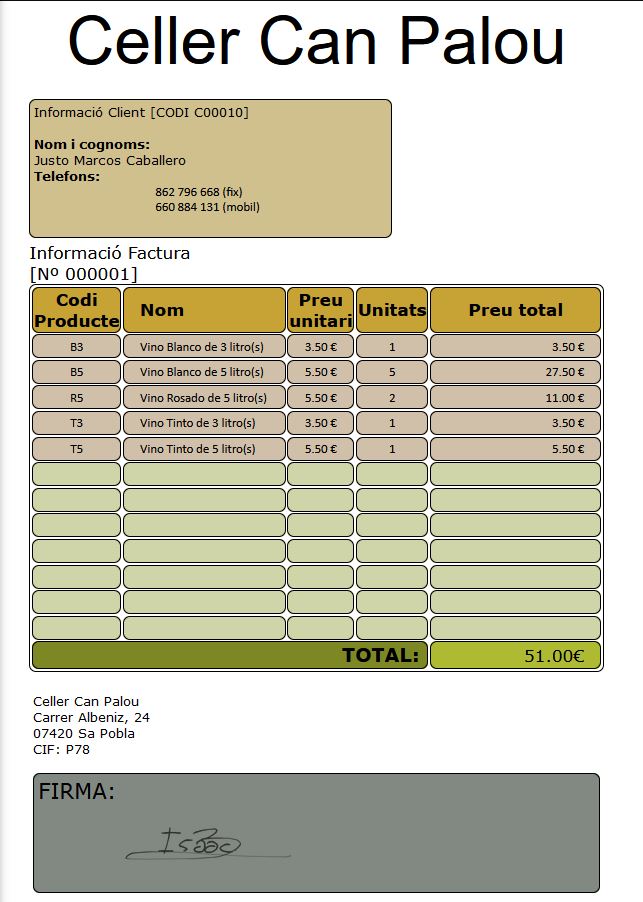 Celler Can Palou
Informació Client [CODI C00010]
Nom i cognoms:
Justo Marcos Caballero
Telefons:
862 796 668 (fix)
660 884 131 (mobil)
Informació Factura
[Nº 000001]
Codi Producte Nom Preu unitari Unitats Preu total
B3 Vino Blanco de 3 litro(s) 3.50 € 1 3.50 €
B5 Vino Blanco de 5 litro(s) 5.50 € 5 27.50 €
R5 Vino Rosado de 5 litro(s) 5.50 € 2 11.00 €
T3 Vino Tinto de 3 litro(s) 3.50 € 1 3.50 €
T5 Vino Tinto de 5 litro(s) 5.50 € 1 5.50 €
TOTAL: 51.00€
Celler Can Palou
Carrer Albeniz, 24
07420 Sa Pobla
CIF: P78
FIRMA:
Isaac